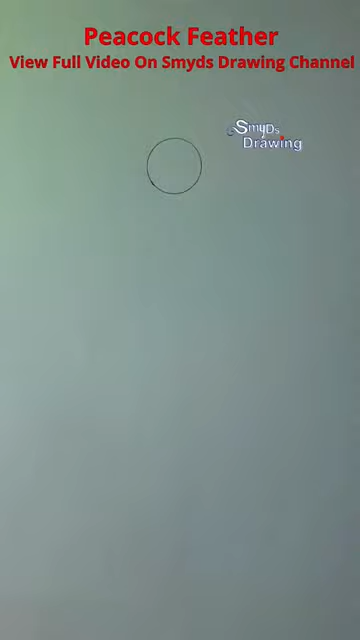 Peacock Feather
View Full Video On Smyds Drawing Channel
SmyDs
Drawing